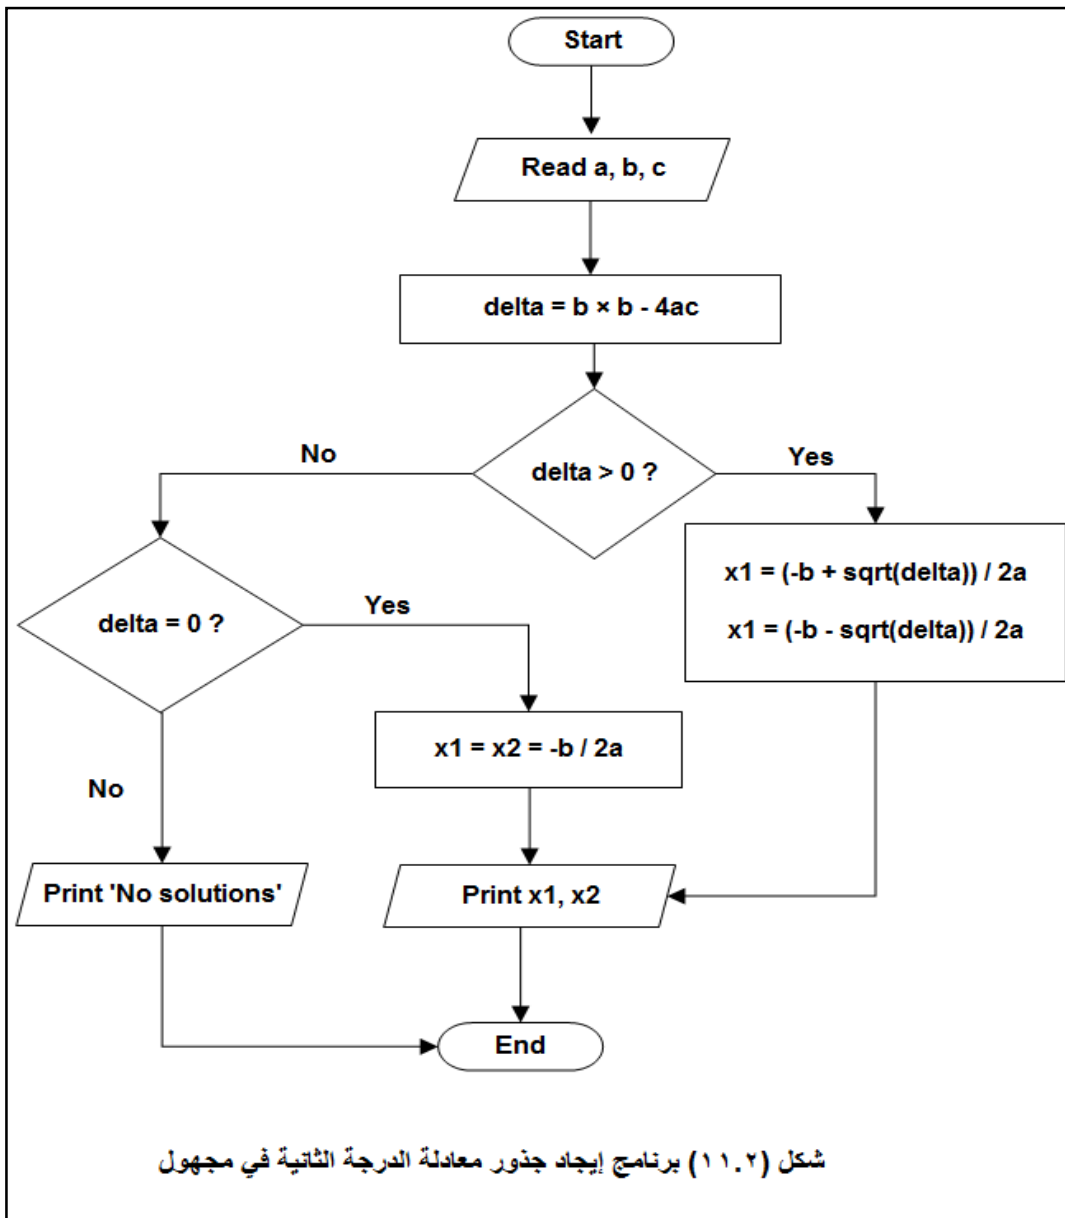 Start
Read a, b, c
delta = b × b - 4ac
delta > 0 ?
No
Yes
x1 = (-b + sqrt(delta)) / 2a
x1 = (-b - sqrt(delta)) / 2a
delta = 0 ?
Yes
x1 = x2 = -b / 2a
No
Print 'No solutions'
Print x1, x2
End
شكل (١١.٢) برنامج إيجاد جذور معادلة الدرجة الثانية في مجهول